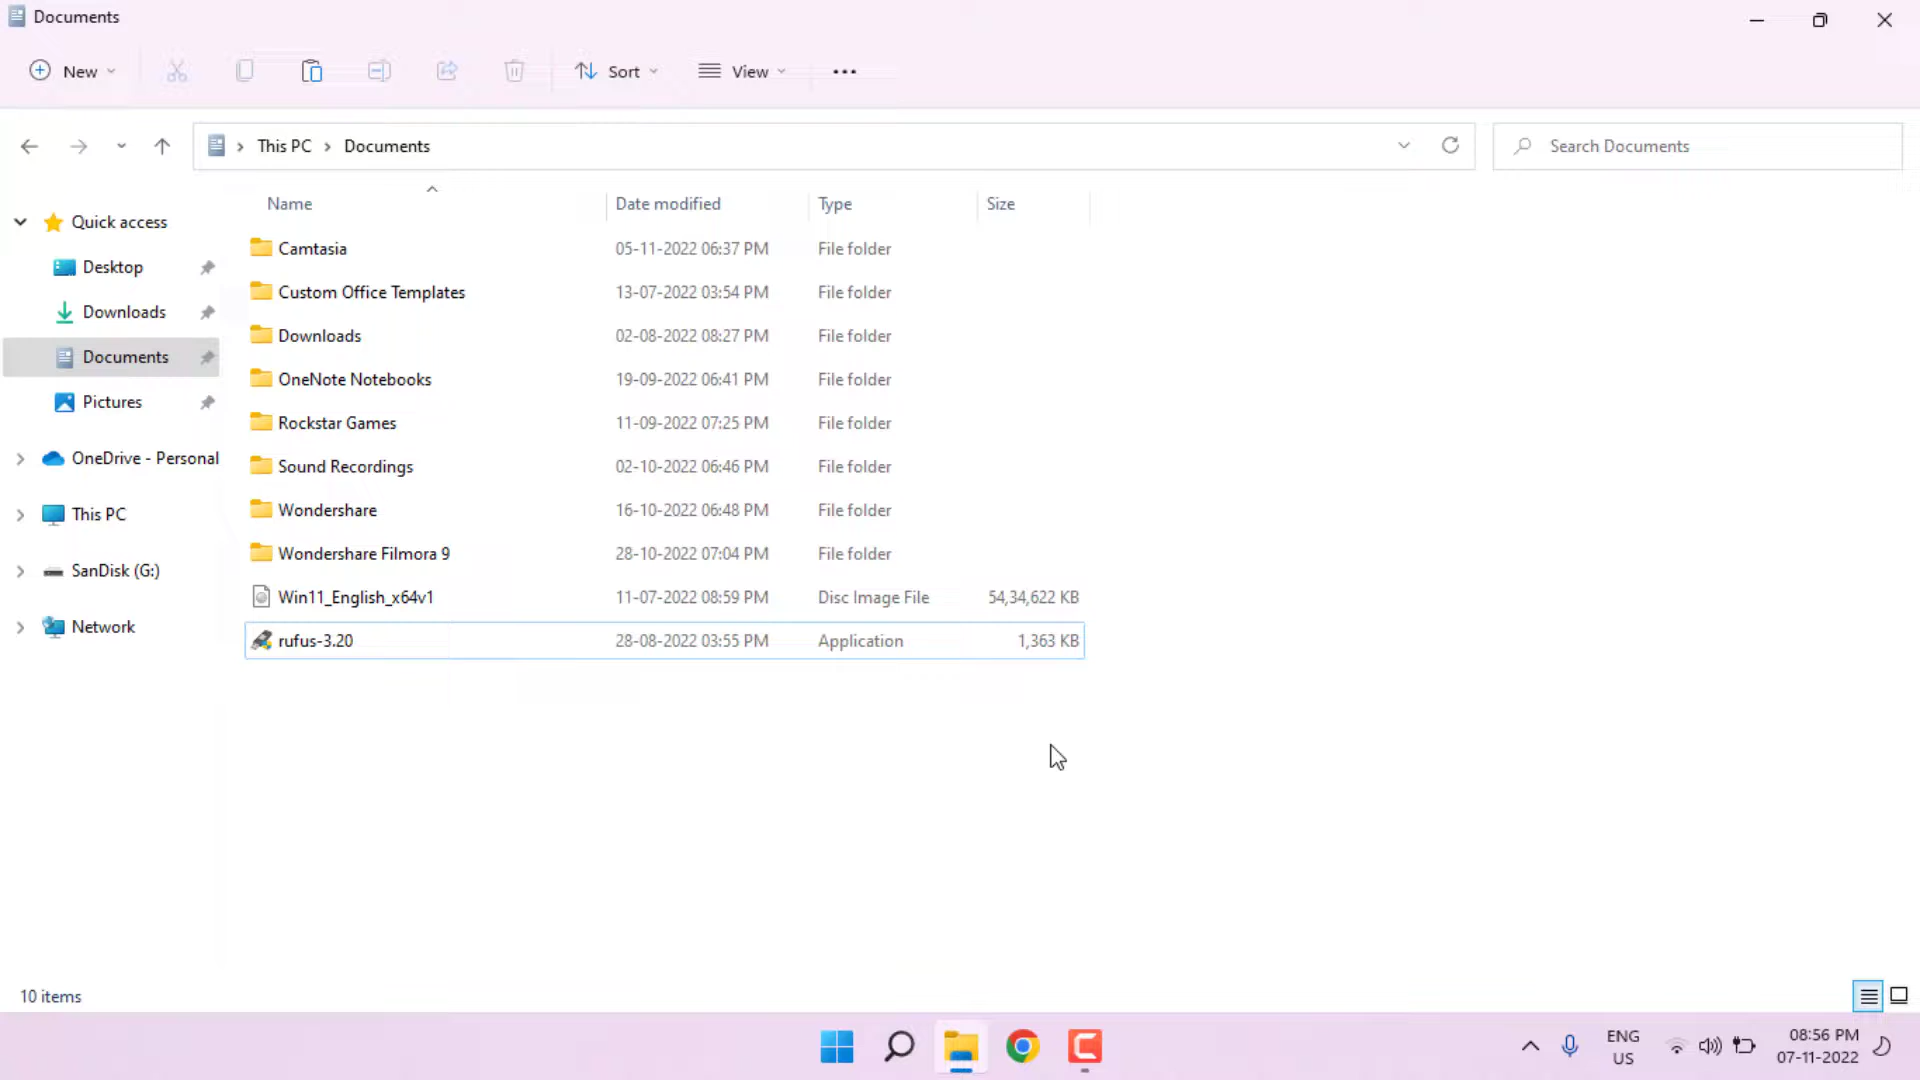 Documents
New
Sort
View
This PC
Documents
Search Documents
Name
Date modified
Type
Size
Quick access
Desktop
Downloads
Documents
Pictures
OneDrive - Personal
This PC
SanDisk (G:)
Network
Camtasia 05-11-2022 06:37 PM File folder
Custom Office Templates 13-07-2022 03:54 PM File folder
Downloads 02-08-2022 08:27 PM File folder
OneNote Notebooks 19-09-2022 06:41 PM File folder
Rockstar Games 11-09-2022 07:25 PM File folder
Sound Recordings 02-10-2022 06:46 PM File folder
Wondershare 16-10-2022 06:48 PM File folder
Wondershare Filmora 9 28-10-2022 07:04 PM File folder
Win11_English_x64v1 11-07-2022 08:59 PM Disc Image File 54,34,622 KB
rufus-3.20 28-08-2022 03:55 PM Application 1,363 KB
10 items
ENG
US
08:56 PM
07-11-2022